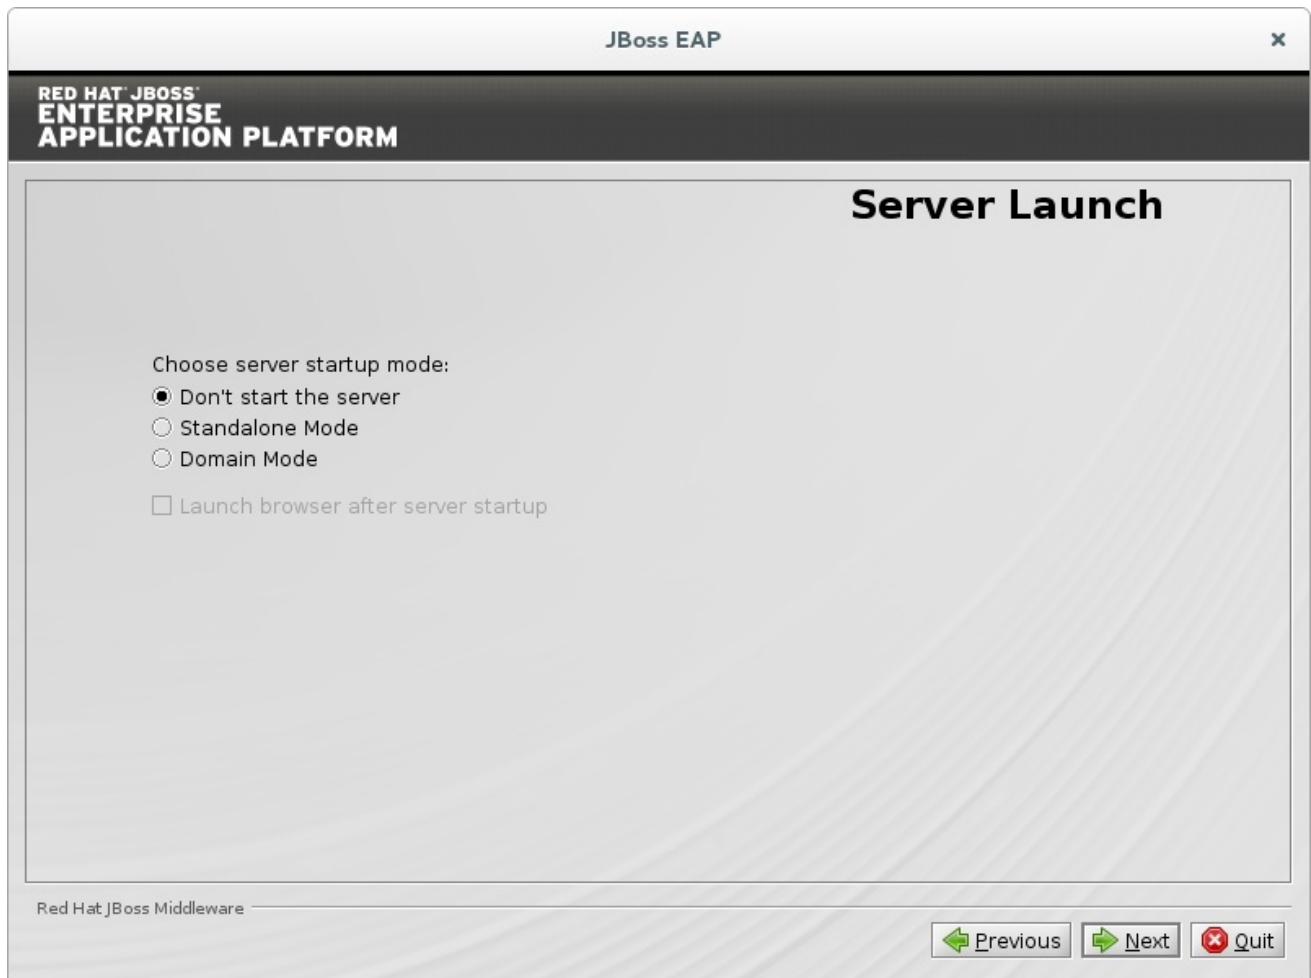 JBoss EAP
RED HAT® JBOSS®
ENTERPRISE
APPLICATION PLATFORM
Server Launch
Choose server startup mode:
Don't start the server
Standalone Mode
Domain Mode
Launch browser after server startup
Red Hat JBoss Middleware
Previous
Next
Quit